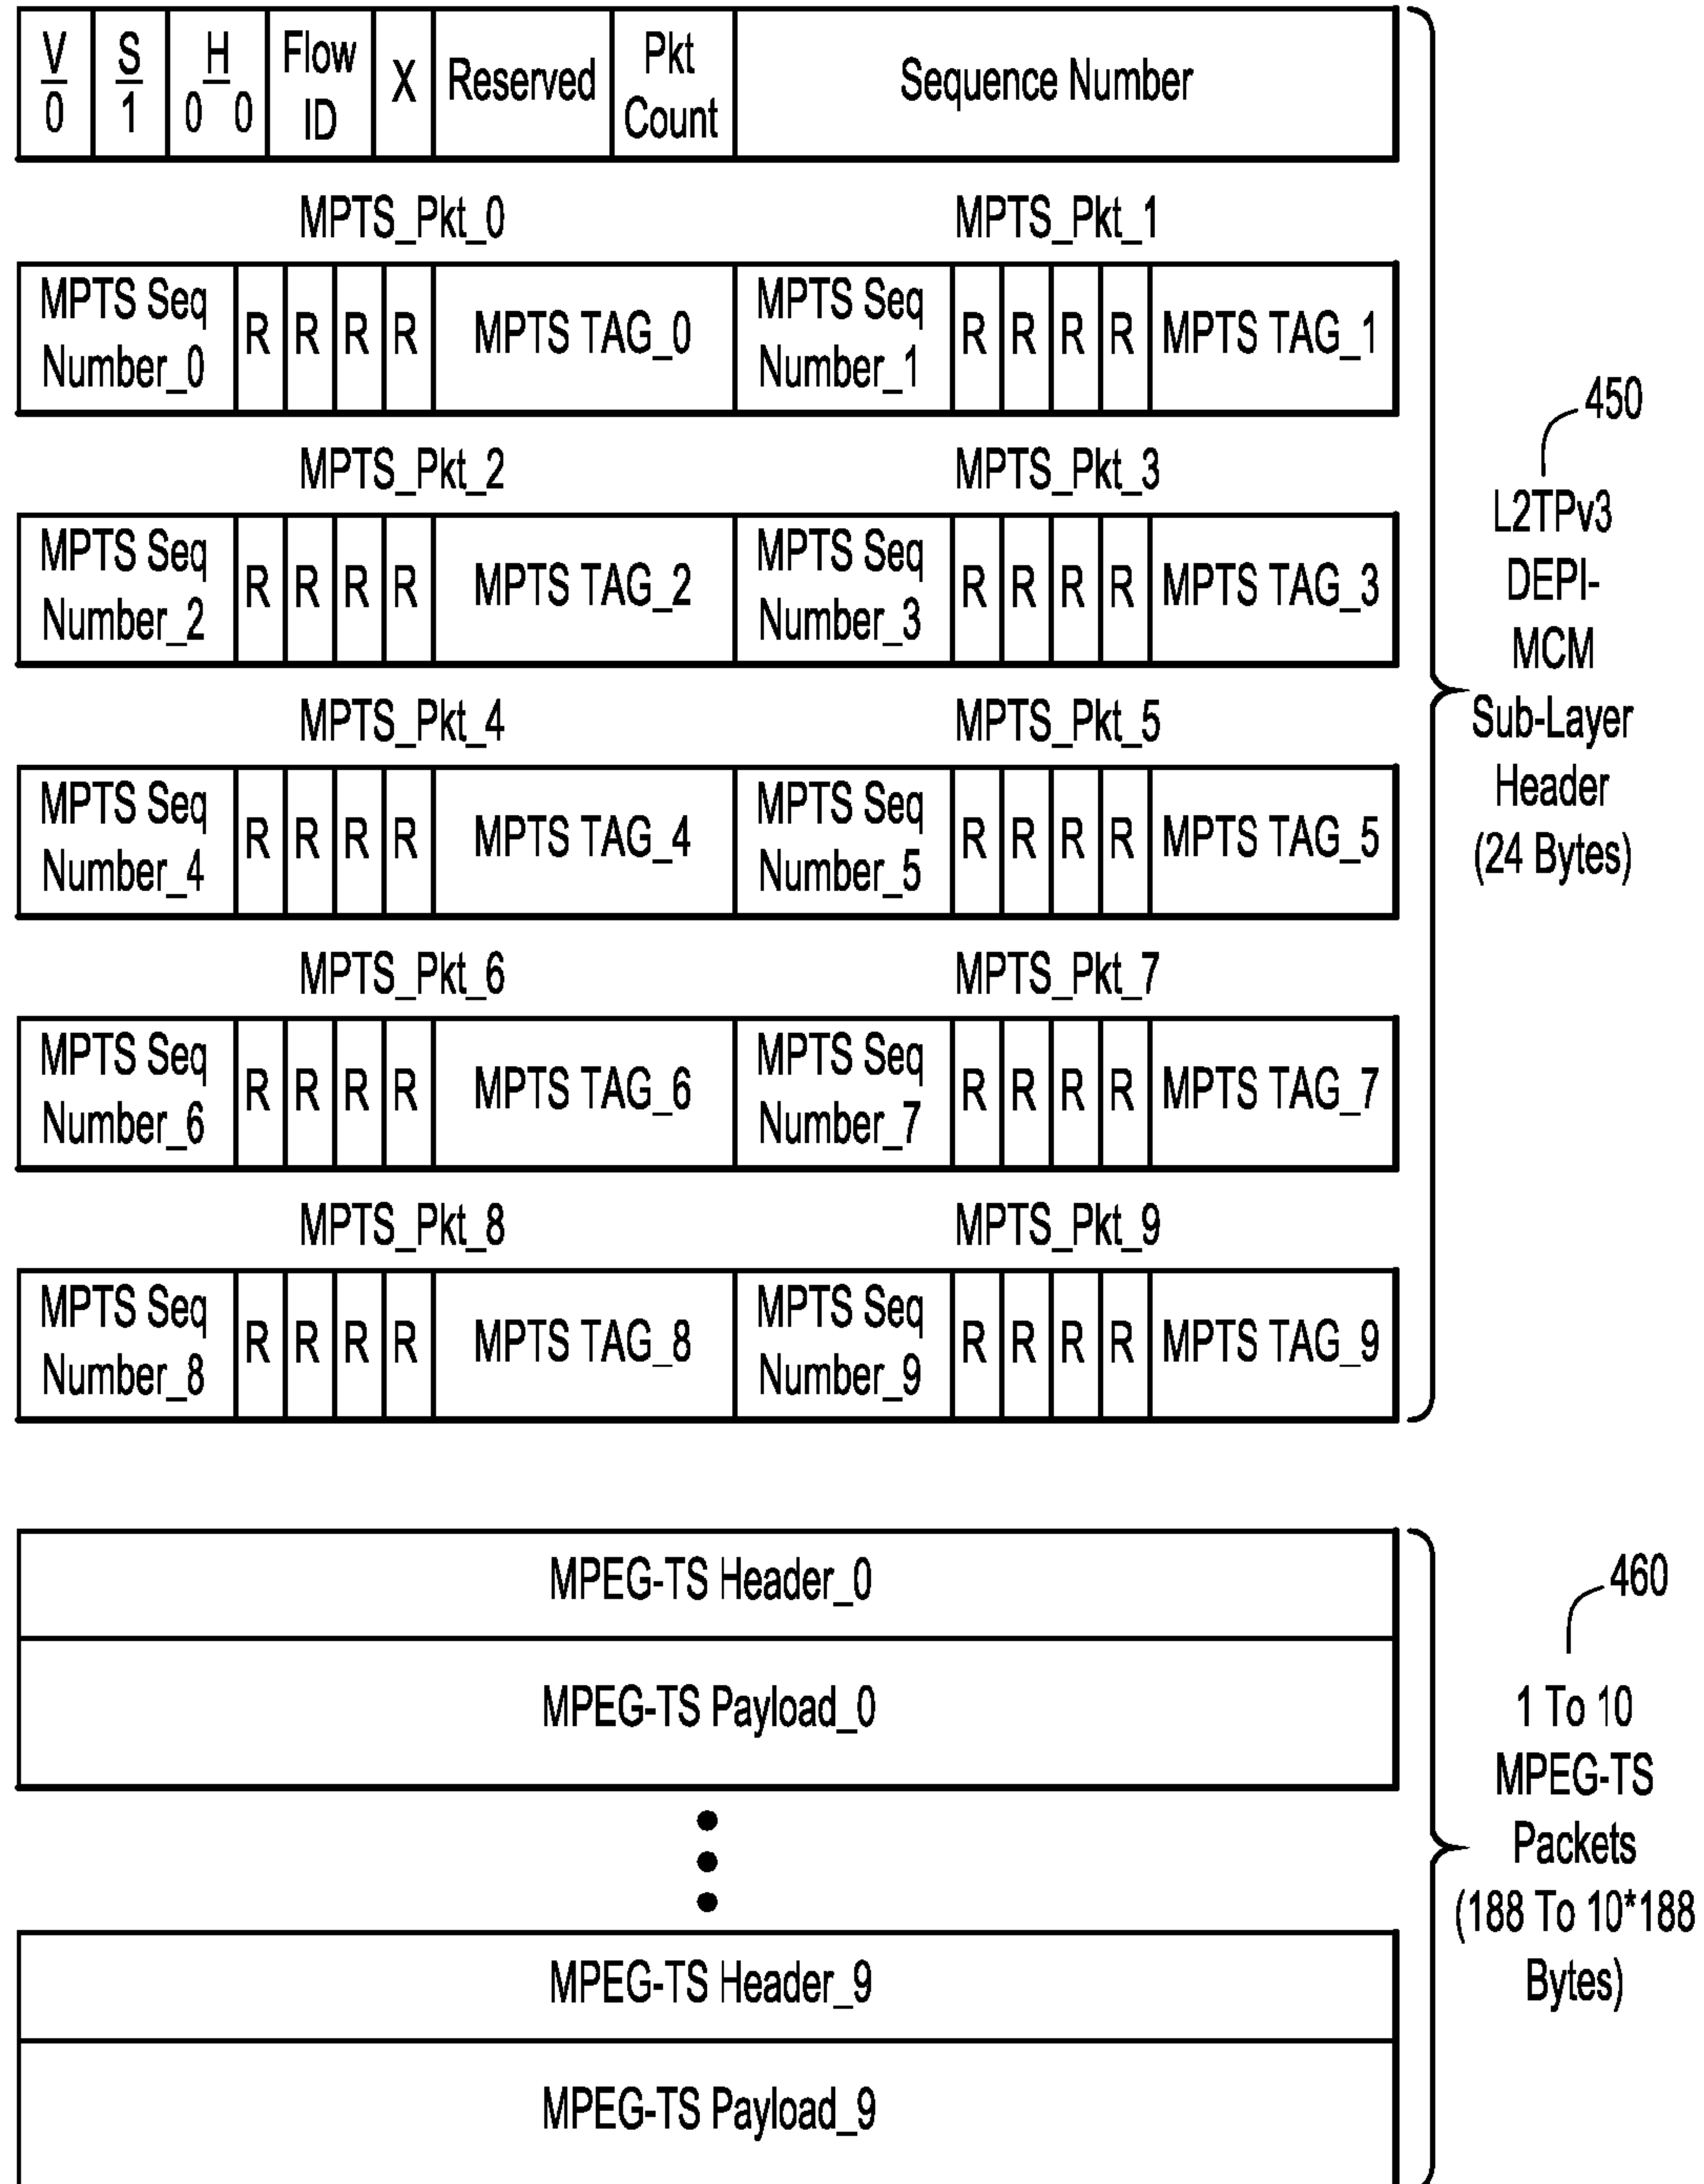 V S H Flow X Reserved Pkt Sequence Number
0 1 0 0 ID Count
MPTS_Pkt_0 MPTS_Pkt_1
MPTS Seq R R R R MPTS TAG_0 MPTS Seq R R R R MPTS TAG_1
Number_0 Number_1
MPTS_Pkt_2 MPTS_Pkt_3
MPTS Seq R R R R MPTS TAG_2 MPTS Seq R R R R MPTS TAG_3
Number_2 Number_3
MPTS_Pkt_4 MPTS_Pkt_5
MPTS Seq R R R R MPTS TAG_4 MPTS Seq R R R R MPTS TAG_5
Number_4 Number_5
MPTS_Pkt_6 MPTS_Pkt_7
MPTS Seq R R R R MPTS TAG_6 MPTS Seq R R R R MPTS TAG_7
Number_6 Number_7
MPTS_Pkt_8 MPTS_Pkt_9
MPTS Seq R R R R MPTS TAG_8 MPTS Seq R R R R MPTS TAG_9
Number_8 Number_9
450
L2TPv3
DEPI-
MCM
Sub-Layer
Header
(24 Bytes)
MPEG-TS Header_0
MPEG-TS Payload_0
MPEG-TS Header_9
MPEG-TS Payload_9
460
1 To 10
MPEG-TS
Packets
(188 To 10*188
Bytes)